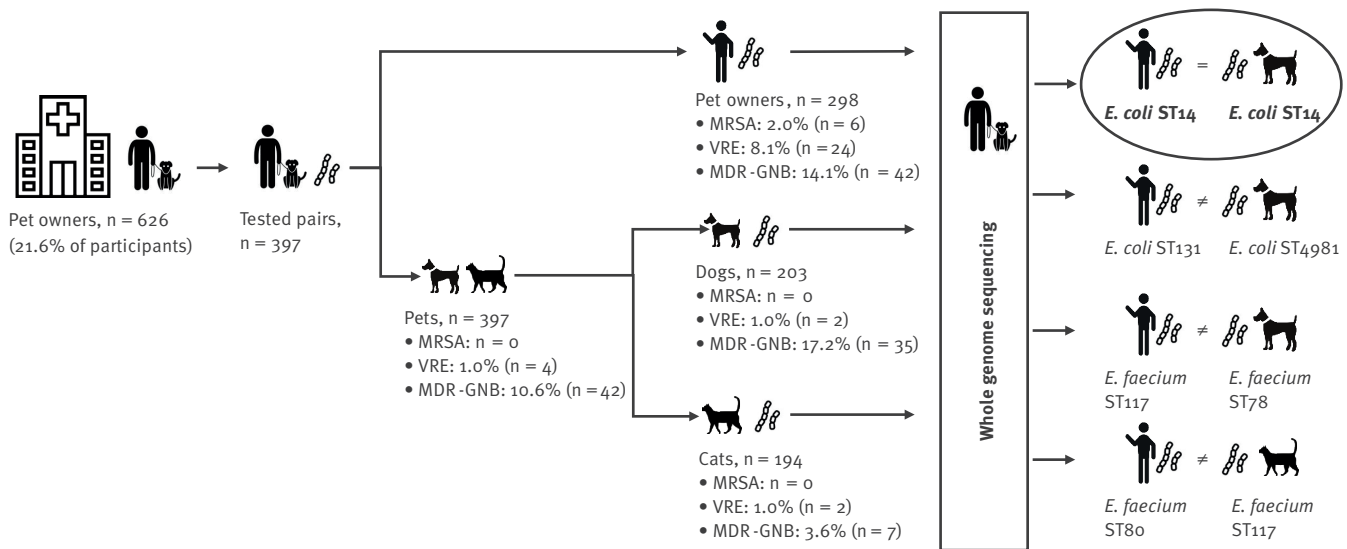 Pet owners, n = 626
(21.6% of participants)
Tested pairs,
n = 397
Pet owners, n = 298
• MRSA: 2.0% (n = 6)
• VRE: 8.1% (n = 24)
• MDR-GNB: 14.1% (n = 42)
Pets, n = 397
• MRSA: n = 0
• VRE: 1.0% (n = 4)
• MDR-GNB: 10.6% (n = 42)
Dogs, n = 203
• MRSA: n = 0
• VRE: 1.0% (n = 2)
• MDR-GNB: 17.2% (n = 35)
Cats, n = 194
• MRSA: n = 0
• VRE: 1.0% (n = 2)
• MDR-GNB: 3.6% (n = 7)
Whole genome sequencing
=
E. coli ST14 E. coli ST14
≠
E. coli ST131 E. coli ST4981
≠
E. faecium E. faecium
ST117 ST78
≠
E. faecium E. faecium
ST80 ST117